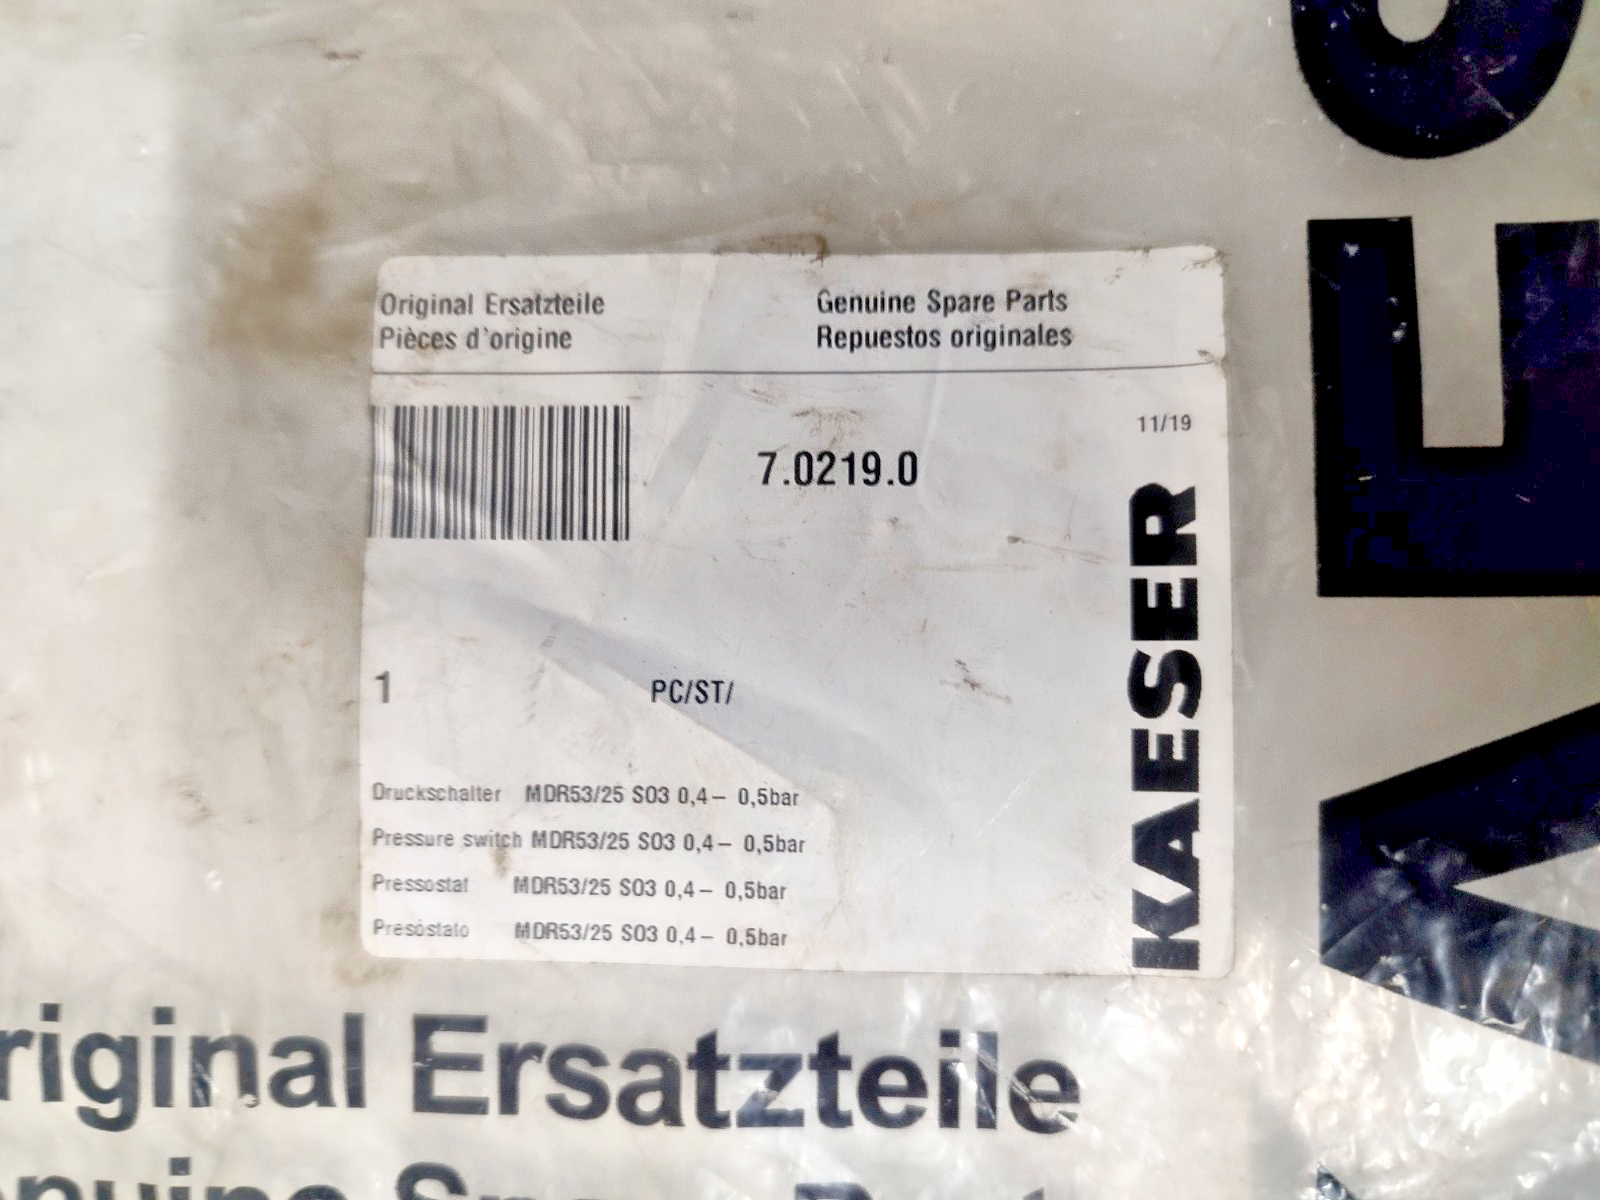 Original Ersatzteile
Pièces d'origine
Genuine Spare Parts
Repuestos originales
11/19
7.0219.0
KAESER
1 PC/ST/
Druckschalter MDR53/25 S03 0,4– 0,5bar
Pressure switch MDR53/25 S03 0,4– 0,5bar
Pressostat MDR53/25 S03 0,4– 0,5bar
Presóstato MDR53/25 S03 0,4– 0,5bar
riginal Ersatzteile